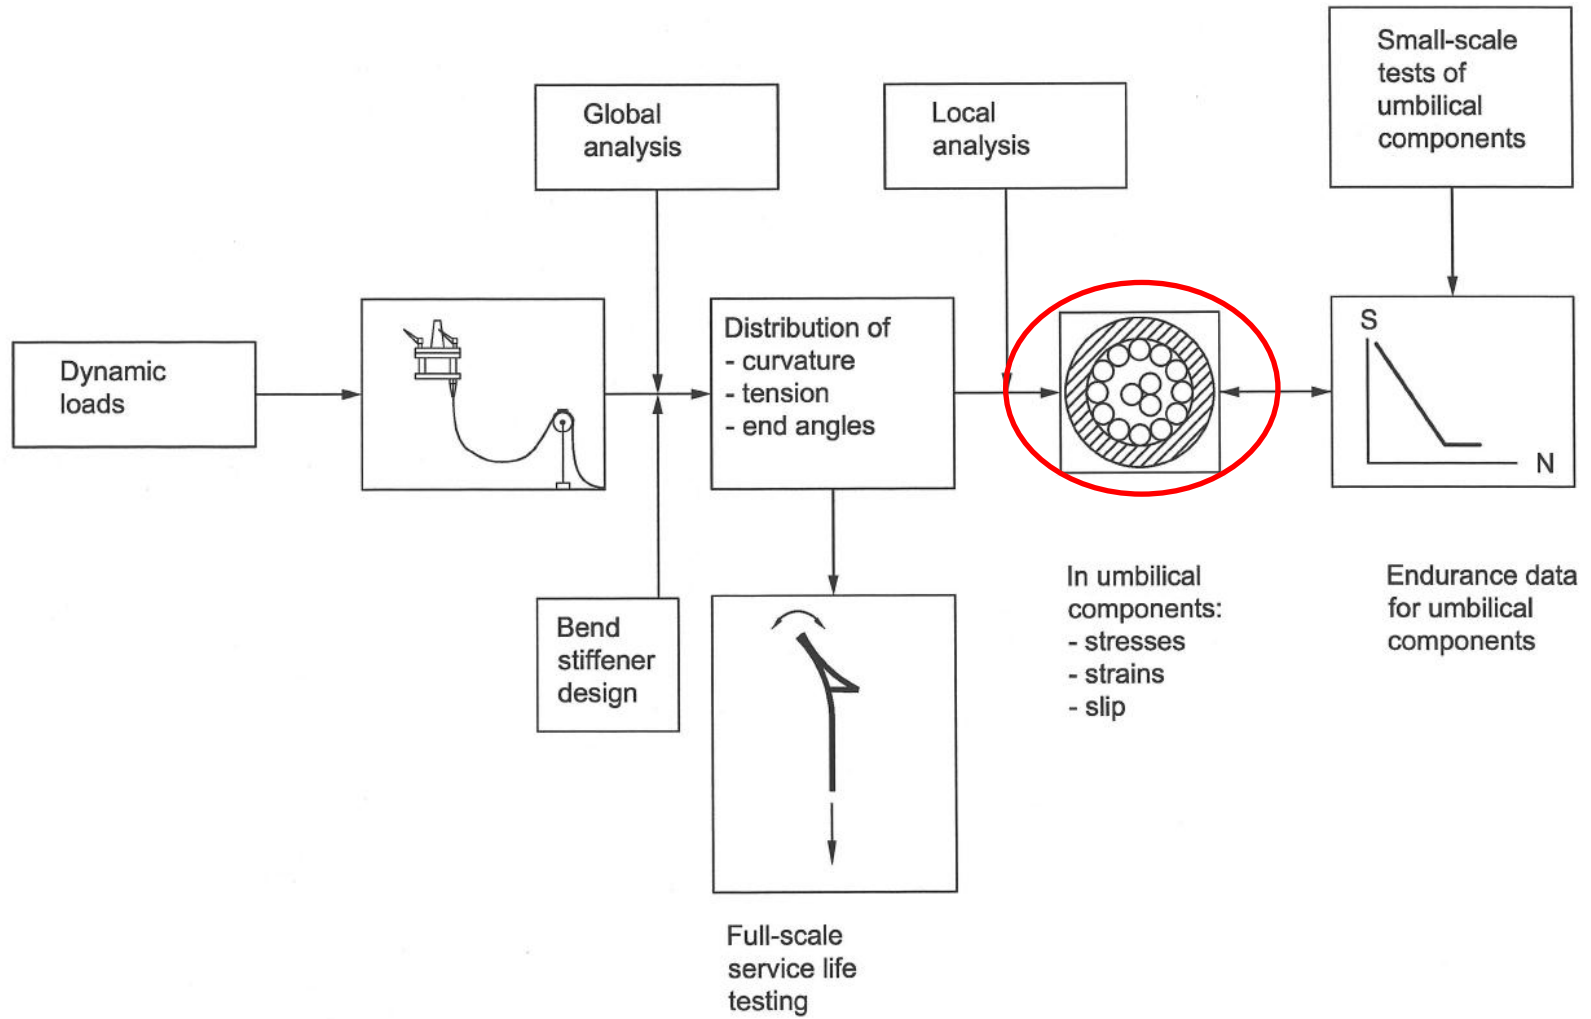 Small-scale
tests of
umbilical
components
Global
analysis
Local
analysis
Dynamic
loads
Distribution of
- curvature
- tension
- end angles
S
N
Bend
stiffener
design
In umbilical
components:
- stresses
- strains
- slip
Endurance data
for umbilical
components
Full-scale
service life
testing